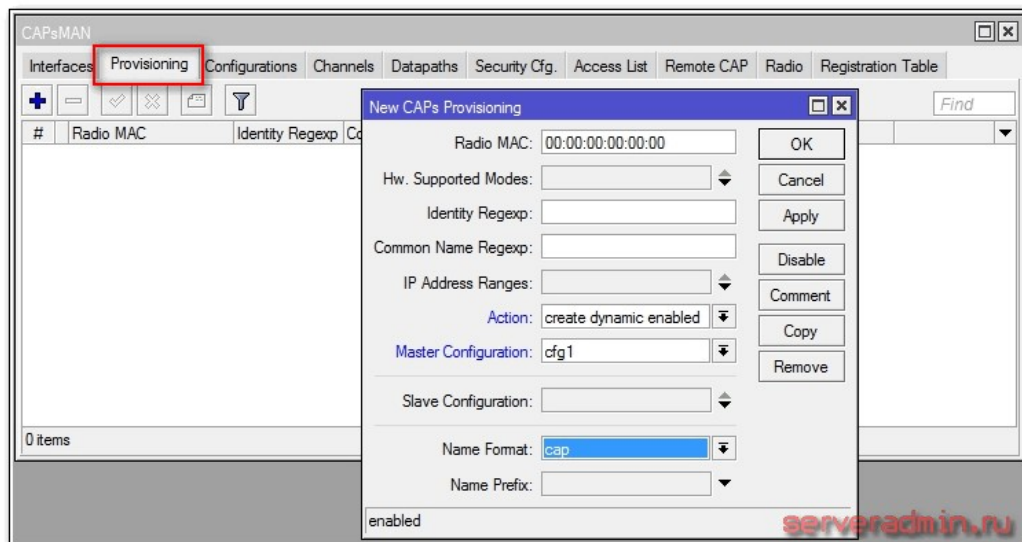 CAPsMAN
Interfaces Provisioning Configurations Channels Datapaths Security Cfg. Access List Remote CAP Radio Registration Table
Find
# Radio MAC Identity Regexp
0 items
New CAPs Provisioning
Radio MAC: 00:00:00:00:00:00
Hw. Supported Modes:
Identity Regexp:
Common Name Regexp:
IP Address Ranges:
Action: create dynamic enabled
Master Configuration: cfg1
Slave Configuration:
Name Format: cap
Name Prefix:
enabled
OK
Cancel
Apply
Disable
Comment
Copy
Remove
serveradmin.ru